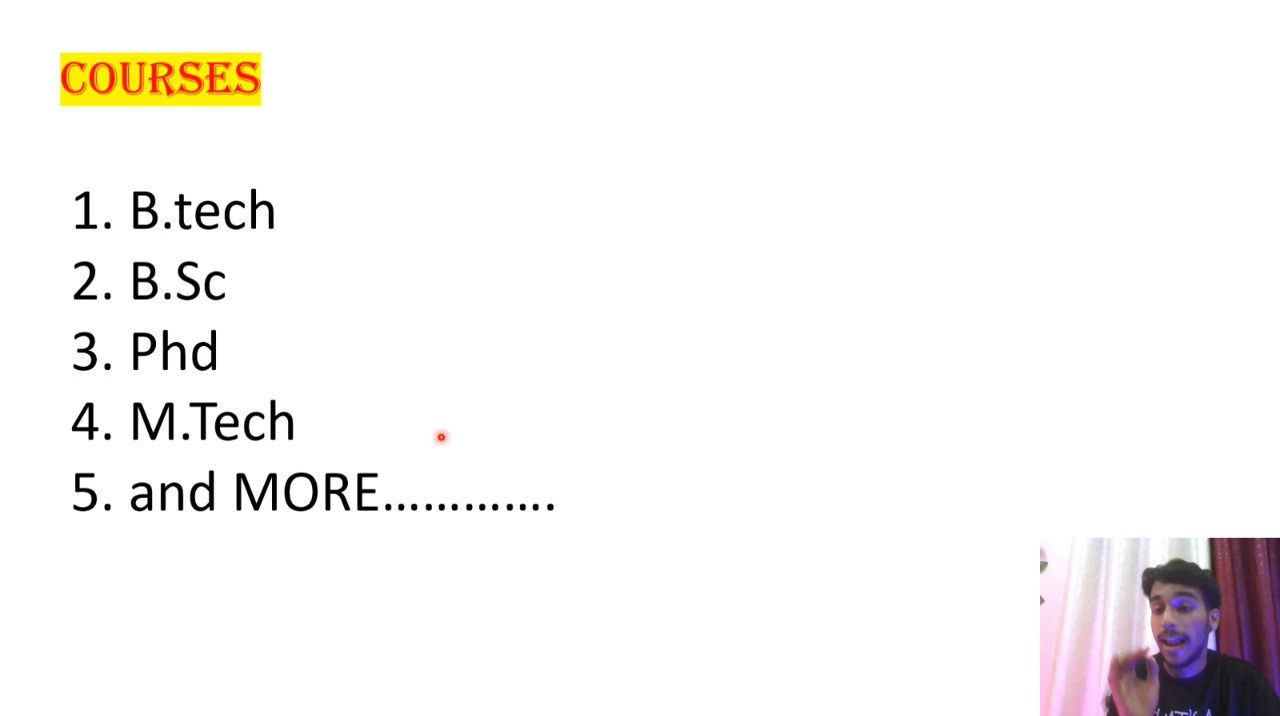 COURSES
1. B.tech
2. B.Sc
3. Phd
4. M.Tech
5. and MORE………….